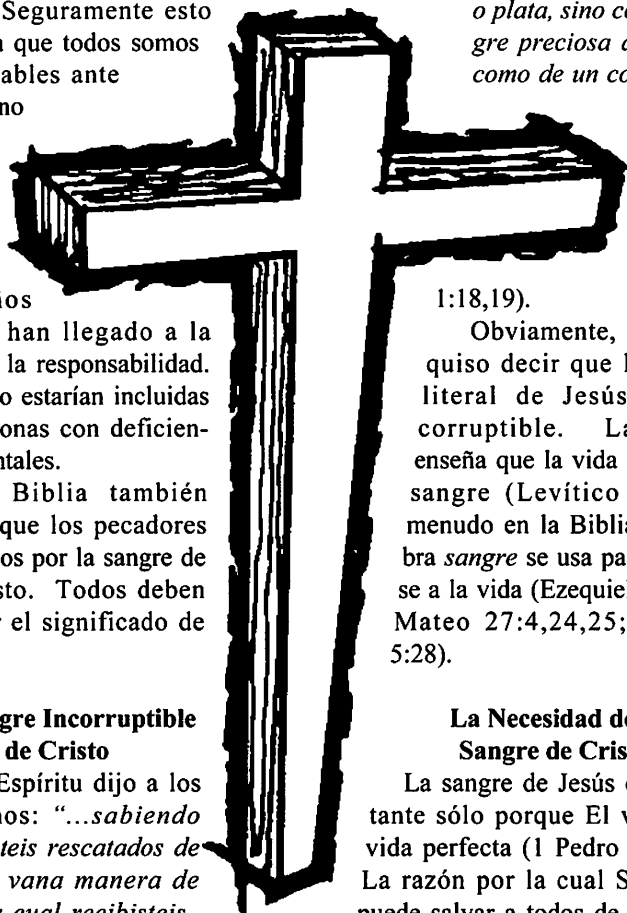 Seguramente esto
a que todos somos
ables ante
no
ños
han llegado a la
la responsabilidad.
o estarían incluidas
onas con deficien-
ntales.
Biblia también
que los pecadores
os por la sangre de
sto. Todos deben
r el significado de
gre Incorruptible
de Cristo
Espíritu dijo a los
nos: "...sabiendo
teis rescatados de
vana manera de
cual recibisteis
o plata, sino co
gre preciosa d
como de un co
1:18,19).
Obviamente,
quiso decir que l
literal de Jesús
corruptible. La
enseña que la vida
sangre (Levítico
menudo en la Biblia
bra sangre se usa pa
se a la vida (Ezequiel
Mateo 27:4,24,25;
5:28).
La Necesidad de
Sangre de Cris
La sangre de Jesús e
tante sólo porque El v
vida perfecta (1 Pedro
La razón por la cual S
puede salvar a todos de